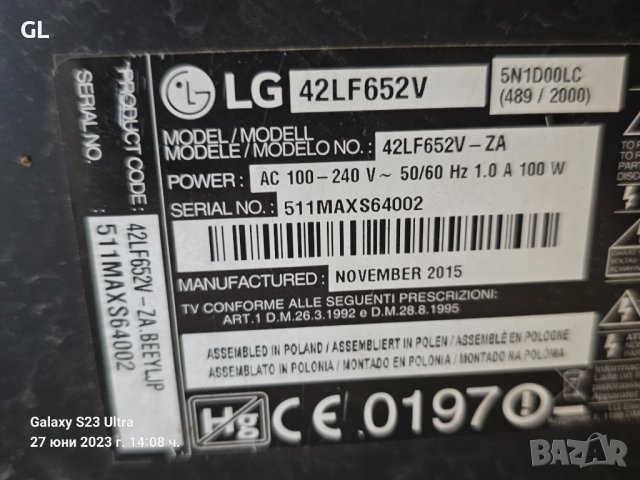 GL
LG 42LF652V
5N1D00LC
(489 / 2000)
MODEL / MODELL
MODELE / MODELO NO. : 42LF652V-ZA
POWER : AC 100-240 V ~ 50/60 Hz 1.0 A 100 W
SERIAL NO. : 511MAXS64002
MANUFACTURED : NOVEMBER 2015
TV CONFORME ALLE SEGUENTI PRESCRIZIONI
ART.1 D.M.26.3.1992 e D.M.28.8.1995
ASSEMBLED IN POLAND / ASSEMBLIERT IN POLEN / ASSEMBLÉ EN POLOGNE
ASSEMBLATO IN POLONIA / MONTADO EN POLONIA / MONTADO NA POLONIA
Hg CE 0197
PRODUCT CODE : 42LF652V-ZA.BEEYLJP
SERIAL NO. 511MAXS64002
Galaxy S23 Ultra
27 юни 2023 г. 14:08 ч.
bazar